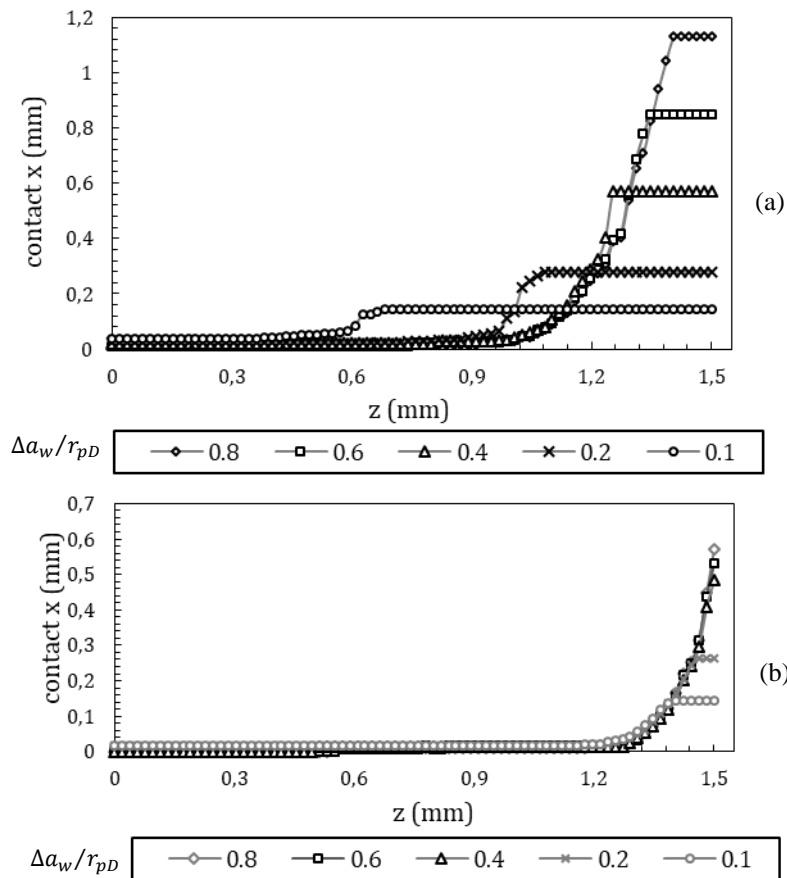 1,2
1
0,8
0,6
0,4
0,2
0
contact x (mm)
0 0,3 0,6 0,9 1,2 1,5
z (mm)
(a)
Δa_w/r_pD 0.8 0.6 0.4 0.2 0.1
0,7
0,6
0,5
0,4
0,3
0,2
0,1
0
contact x (mm)
0 0,3 0,6 0,9 1,2 1,5
z (mm)
(b)
Δa_w/r_pD 0.8 0.6 0.4 0.2 0.1